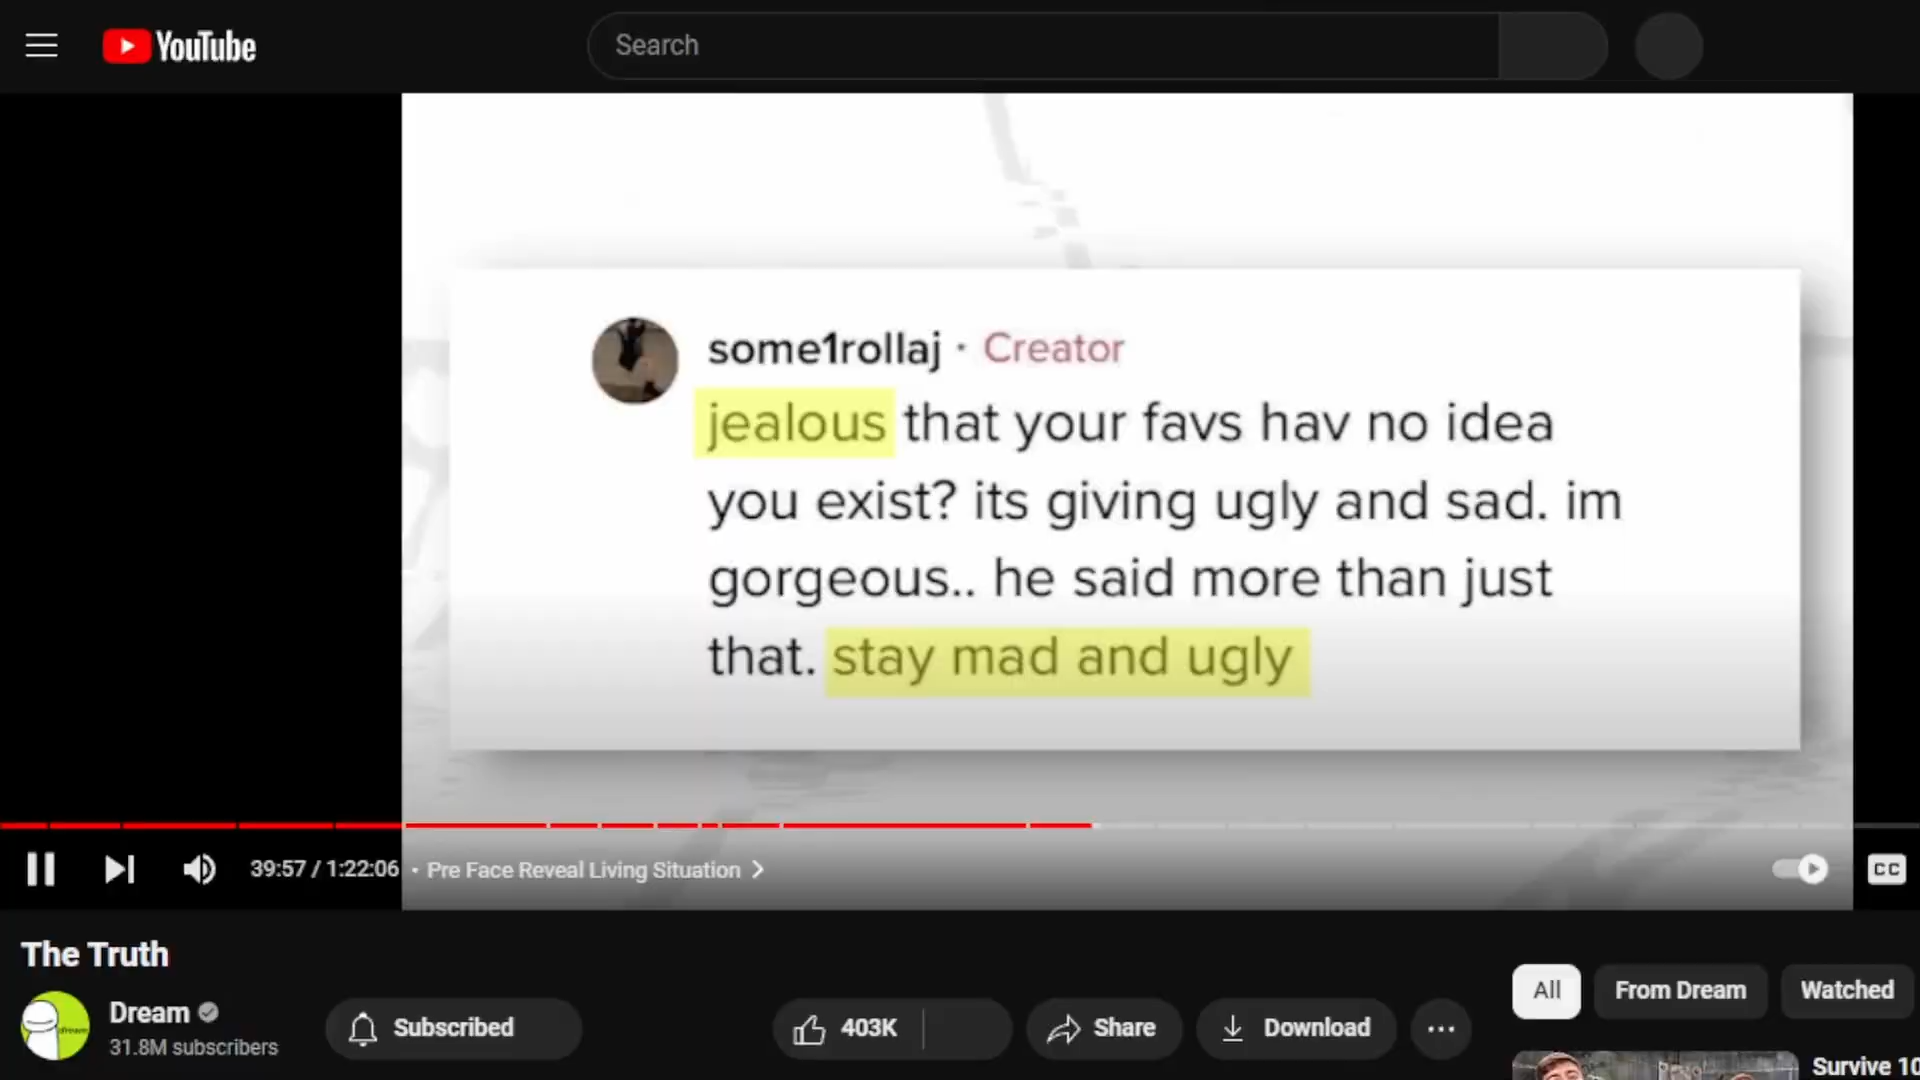 YouTube
Search
some1rollaj · Creator
jealous that your favs hav no idea
you exist? its giving ugly and sad. im
gorgeous.. he said more than just
that. stay mad and ugly
39:57 / 1:22:06 • Pre Face Reveal Living Situation
CC
The Truth
Dream
31.8M subscribers
Subscribed
403K
Share
Download
All
From Dream
Watched
dream
Survive 10